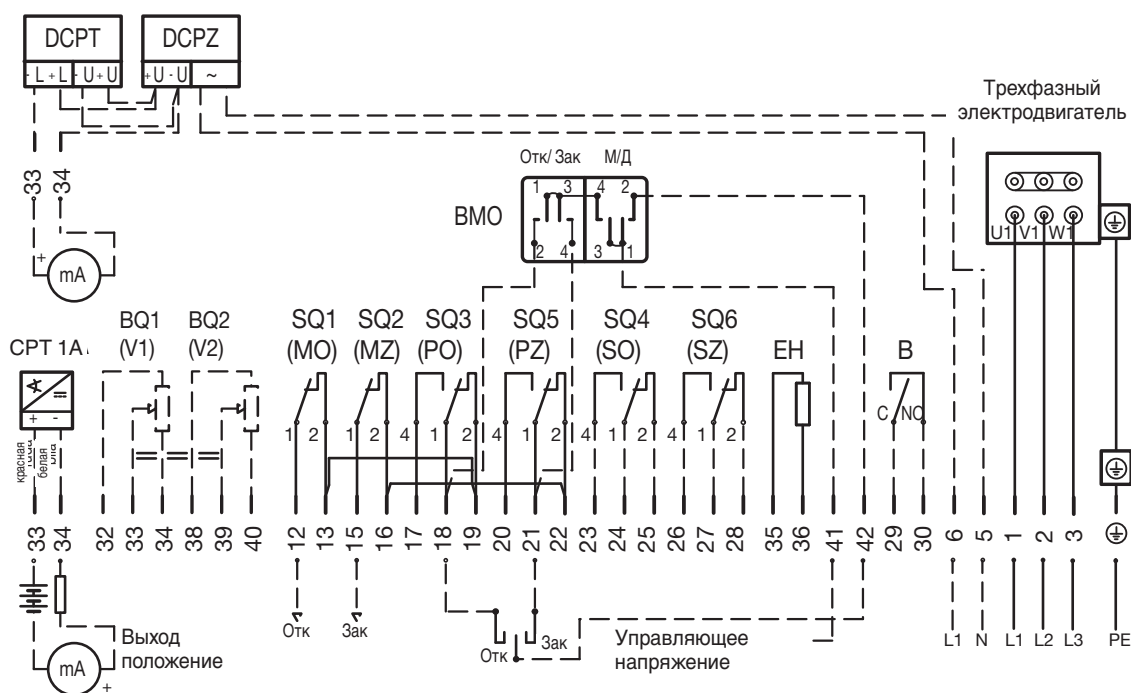 DCPT DCPZ
- L + L - U + U + U - U ~
Трехфазный
электродвигатель
33 34
+ mA
Отк/ Зак М/Д
1 3 4 2
BMO
2 4 3 1
U1 V1 W1
CPT 1A
BQ1 BQ2 SQ1 SQ2 SQ3 SQ5 SQ4 SQ6
(V1) (V2) (MO) (MZ) (PO) (PZ) (SO) (SZ) EH B
+ -
C NO
1 2 1 2 4 1 2 4 1 2 4 1 2 4 1 2
красная
белая
33 34 32 33 34 38 39 40 12 13 15 16 17 18 19 20 21 22 23 24 25 26 27 28 35 36 41 42 29 30 6 5 1 2 3
Отк Зак
Отк Зак
Выход
положение
Управляющее
напряжение
L1 N L1 L2 L3 PE
mA +